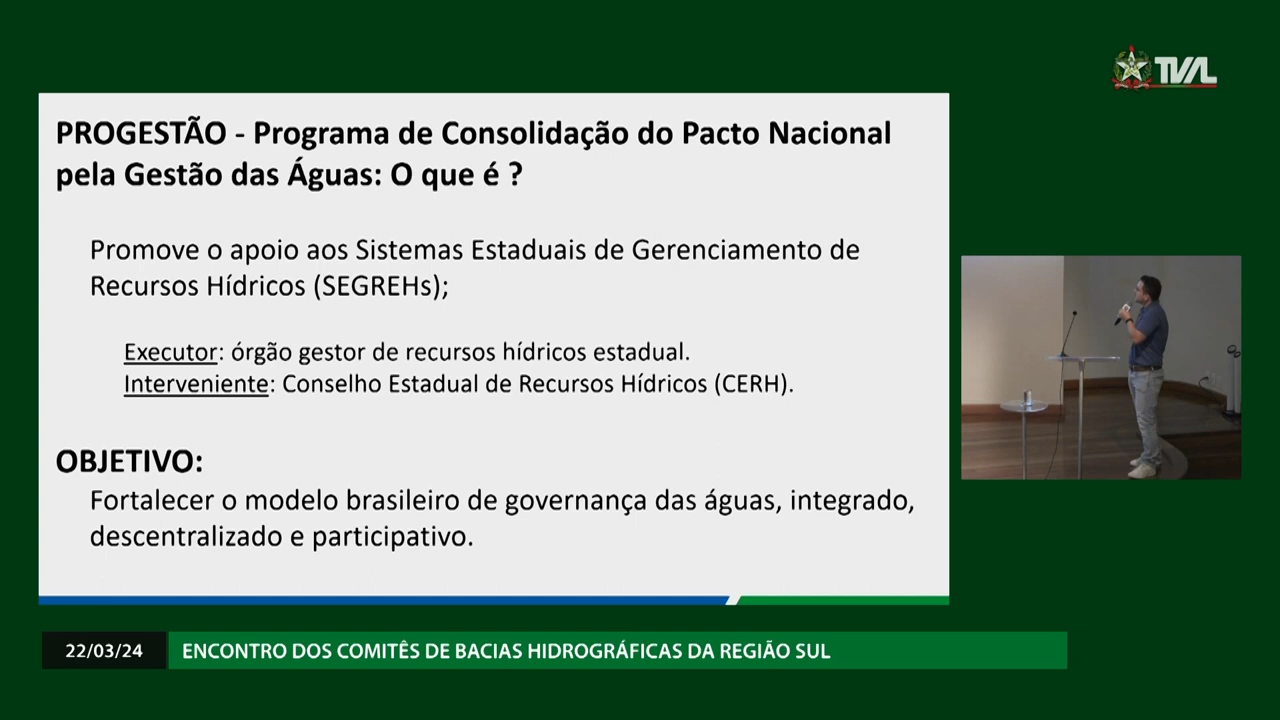 TVAL
PROGESTÃO - Programa de Consolidação do Pacto Nacional
pela Gestão das Águas: O que é ?
Promove o apoio aos Sistemas Estaduais de Gerenciamento de
Recursos Hídricos (SEGREHs);
Executor: órgão gestor de recursos hídricos estadual.
Interveniente: Conselho Estadual de Recursos Hídricos (CERH).
OBJETIVO:
Fortalecer o modelo brasileiro de governança das águas, integrado,
descentralizado e participativo.
22/03/24
ENCONTRO DOS COMITÊS DE BACIAS HIDROGRÁFICAS DA REGIÃO SUL